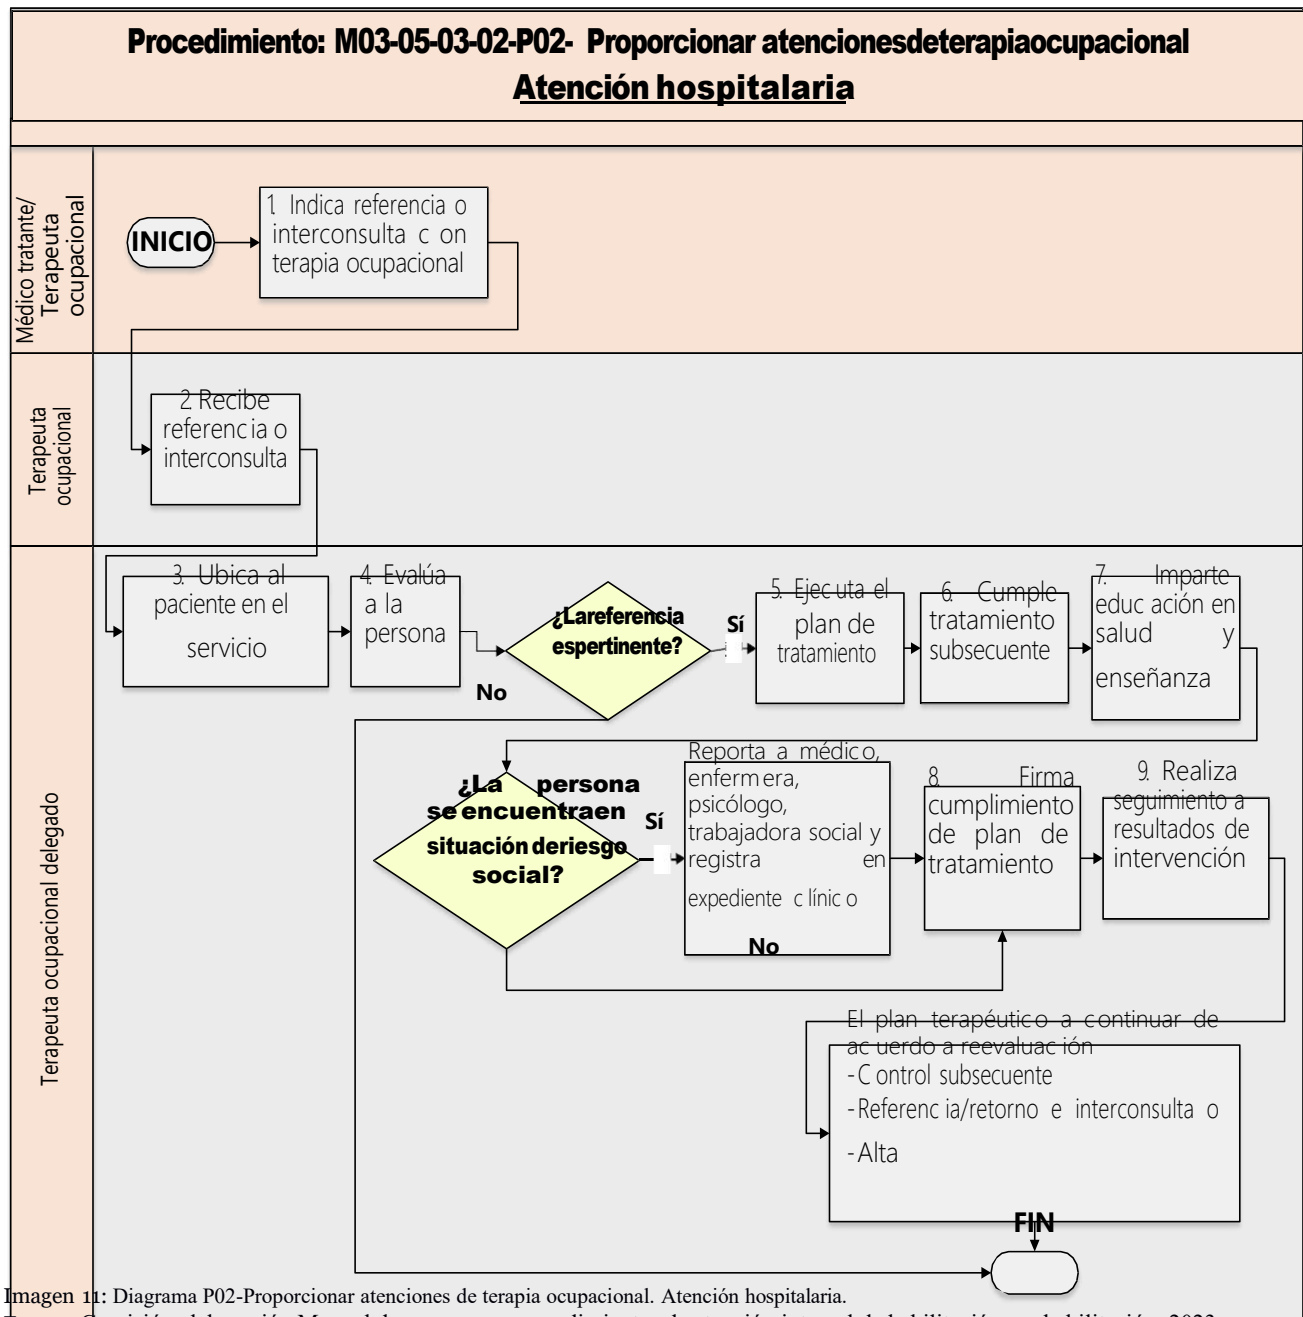 Procedimiento: M03-05-03-02-P02- Proporcionar atencionesdeterapiaocupacional
Atención hospitalaria
Médico tratante/
Terapeuta
ocupacional
INICIO
1. Indica referencia o
interconsulta c on
terapia ocupacional
Terapeuta
ocupacional
2. Recibe
referenc ia o
interconsulta
Terapeuta ocupacional delegado
3. Ubica al
paciente en el
servicio
4. Evalúa
a la
persona
¿Lareferencia
espertinente?
Sí
No
5. Ejec uta el
plan de
tratamiento
6. Cumple
tratamiento
subsecuente
7. Imparte
educ ación en
salud y
enseñanza
¿La persona
se encuentraen
situación deriesgo
social?
Sí
Reporta a médic o,
enferm era,
psicólogo,
trabajadora social y
registra en
expediente c línic o
No
8. Firma
cumplimiento
de plan de
tratamiento
9. Realiza
seguimiento a
resultados de
intervención
El plan terapéutic o a c ontinuar de
ac uerdo a reevaluac ión
-C ontrol subsecuente
-Referenc ia/retorno e interconsulta o
-Alta
FIN
Imagen 11: Diagrama P02-Proporcionar atenciones de terapia ocupacional. Atención hospitalaria.